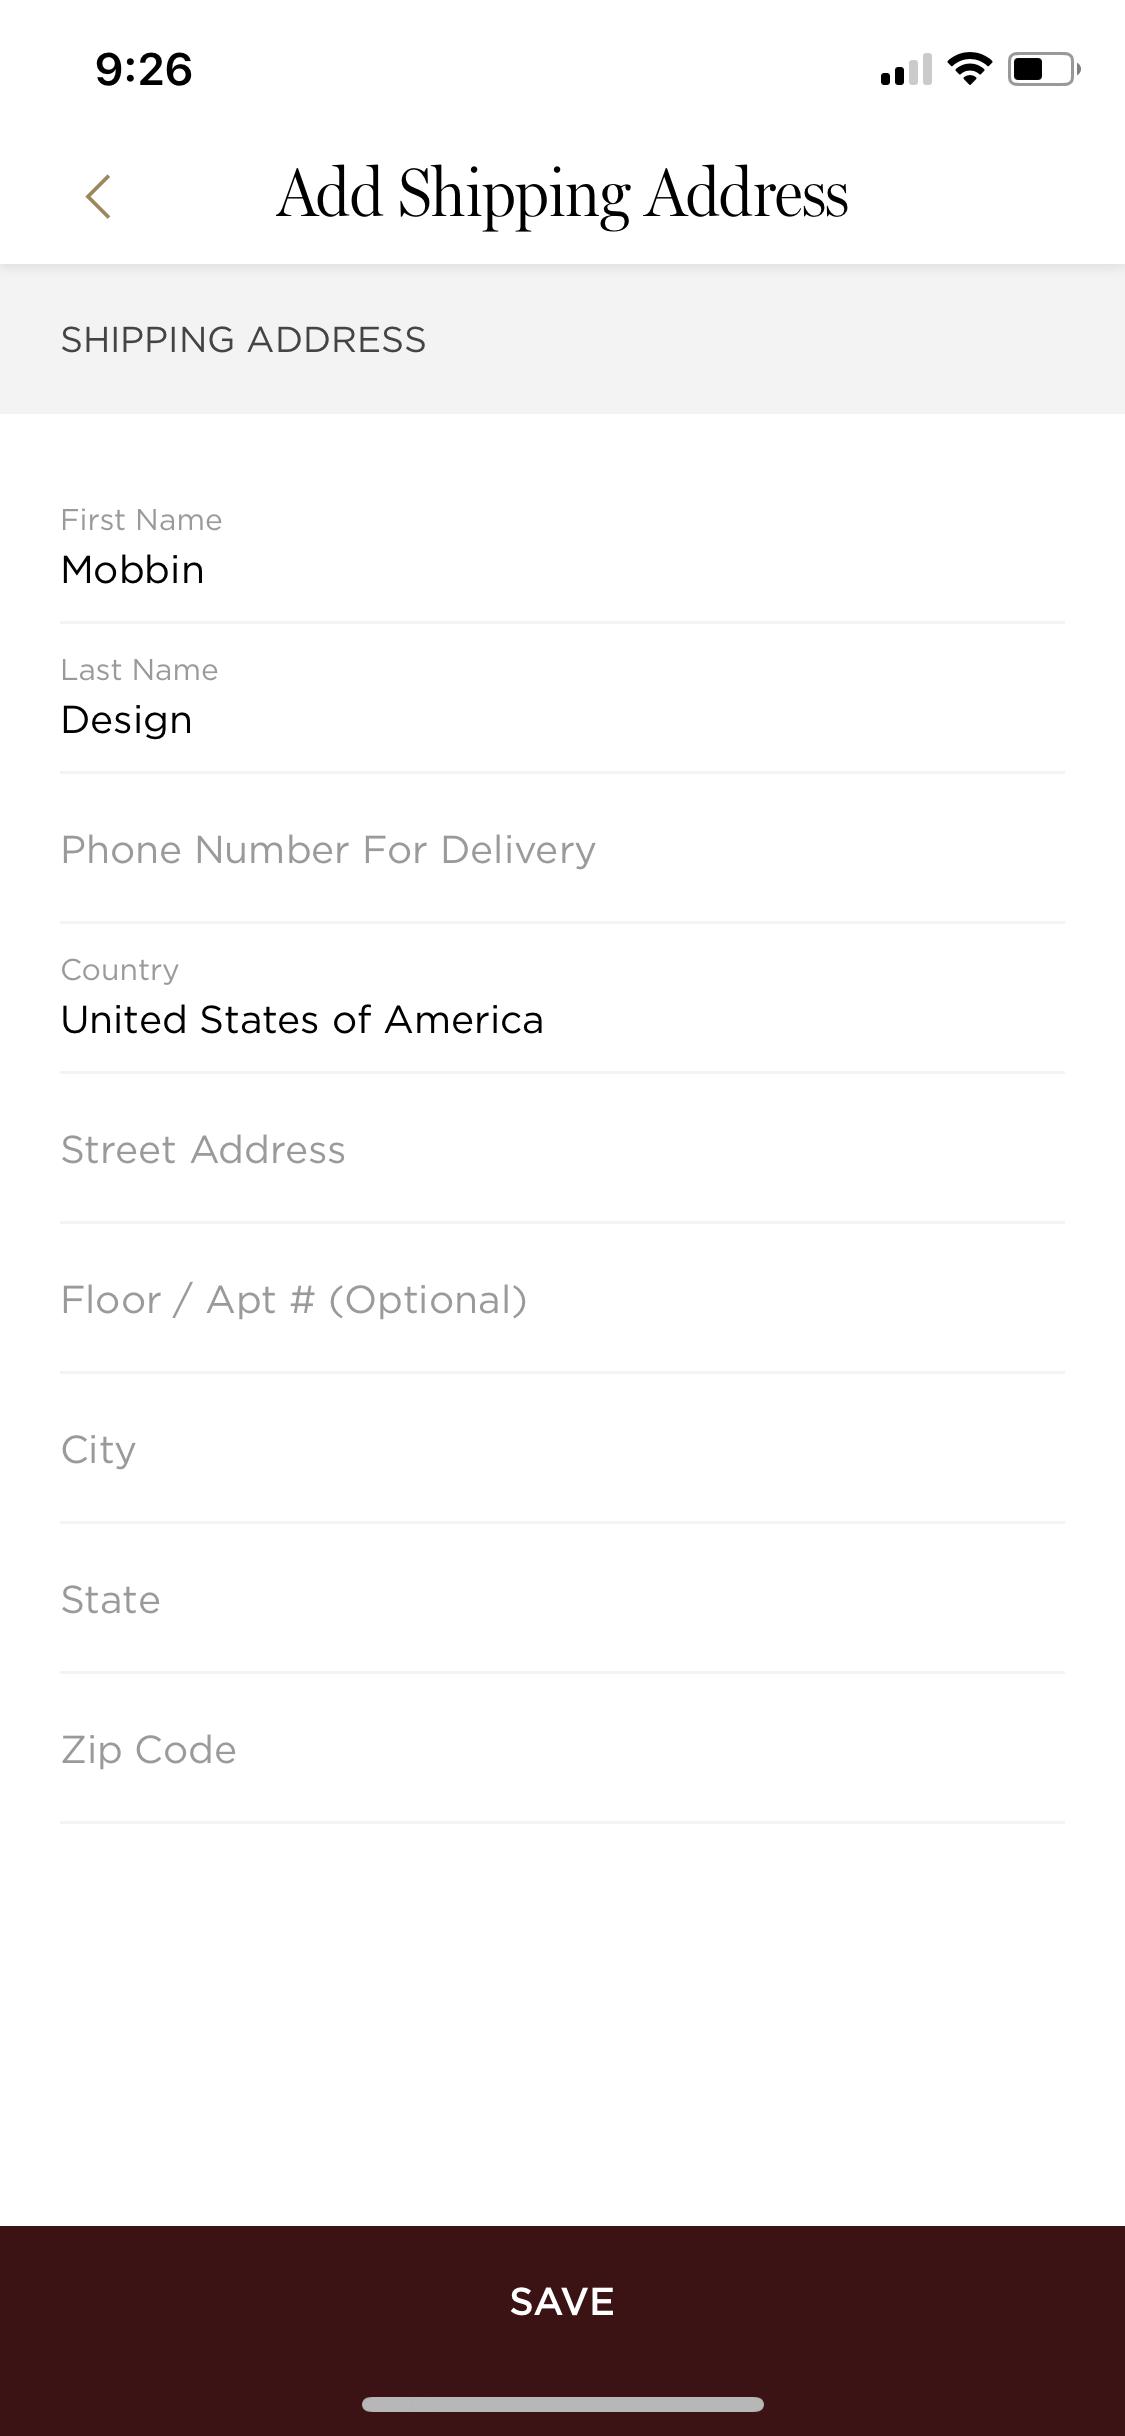 9:26
Add Shipping Address
SHIPPING ADDRESS
First Name
Mobbin
Last Name
Design
Phone Number For Delivery
Country
United States of America
Street Address
Floor / Apt # (Optional)
City
State
Zip Code
SAVE